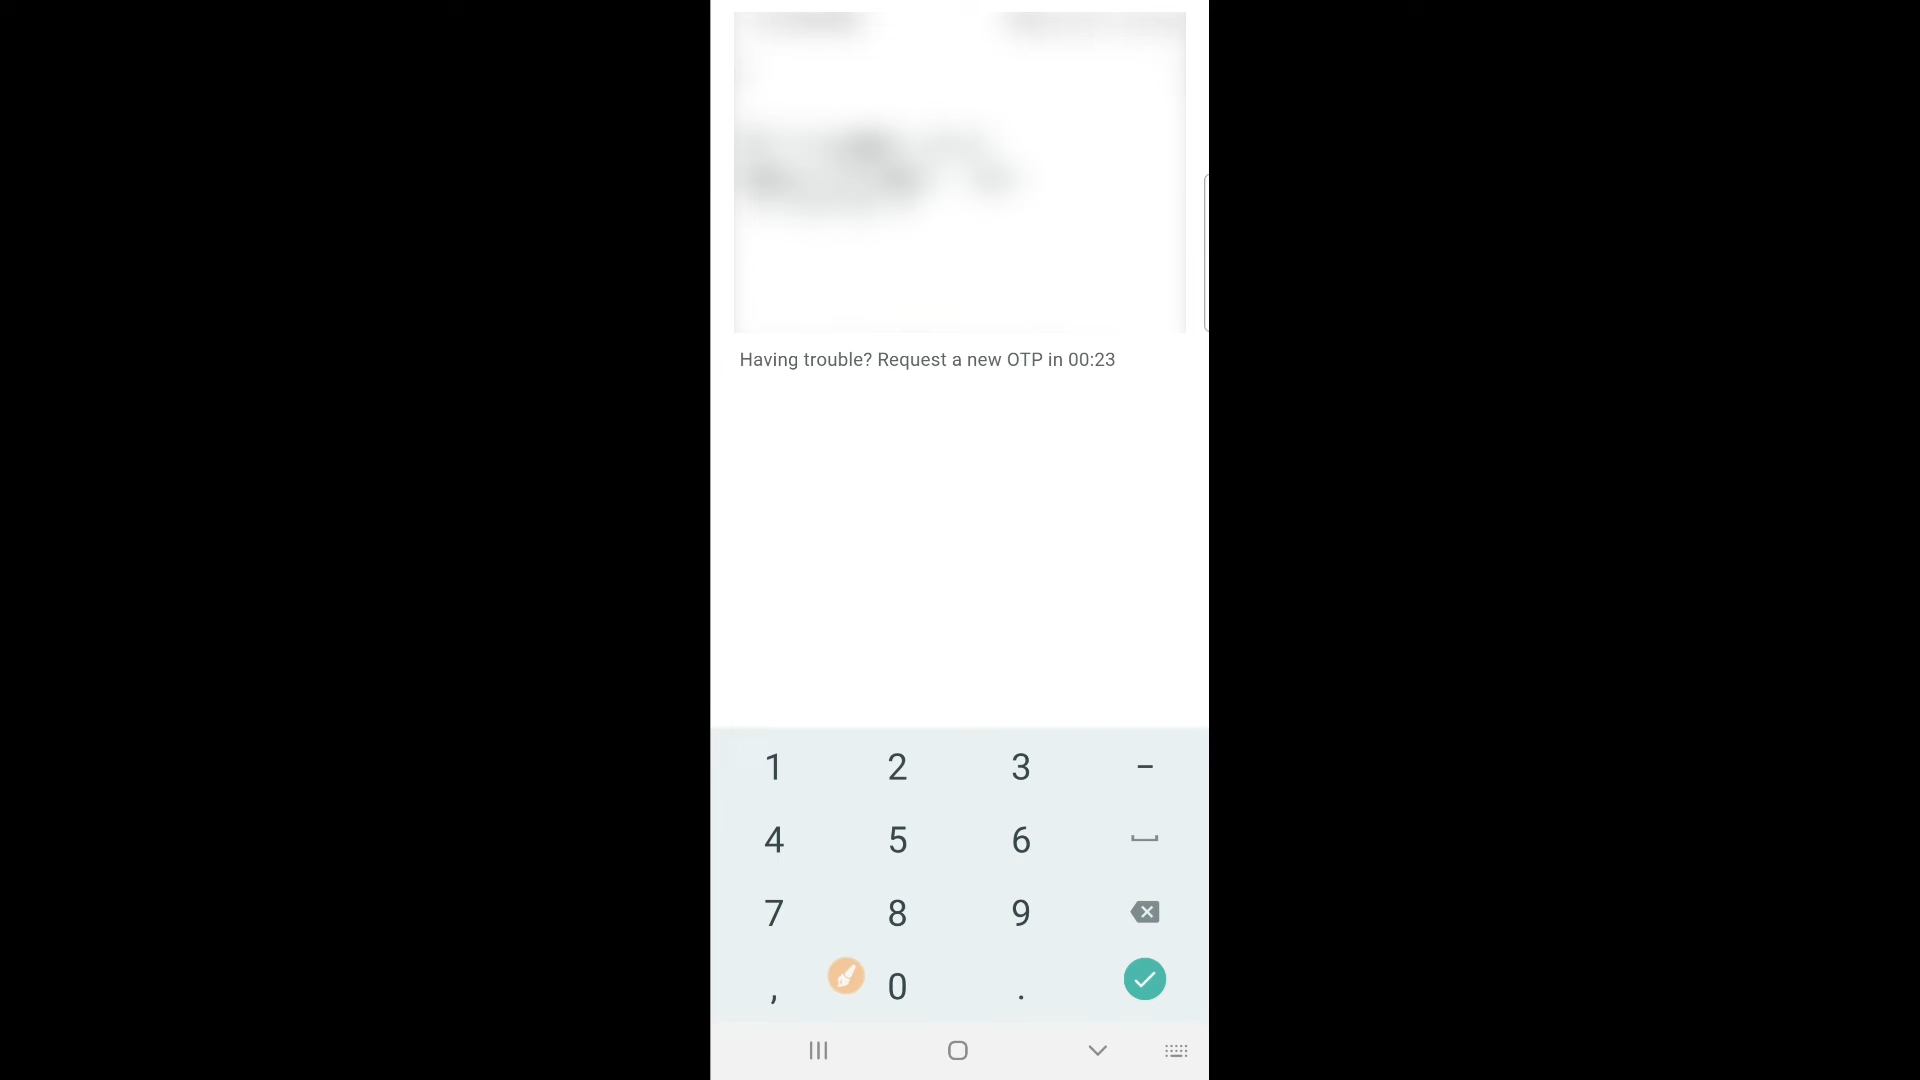 Having trouble? Request a new OTP in 00:23
1 2 3 -
4 5 6
7 8 9
, 0 .